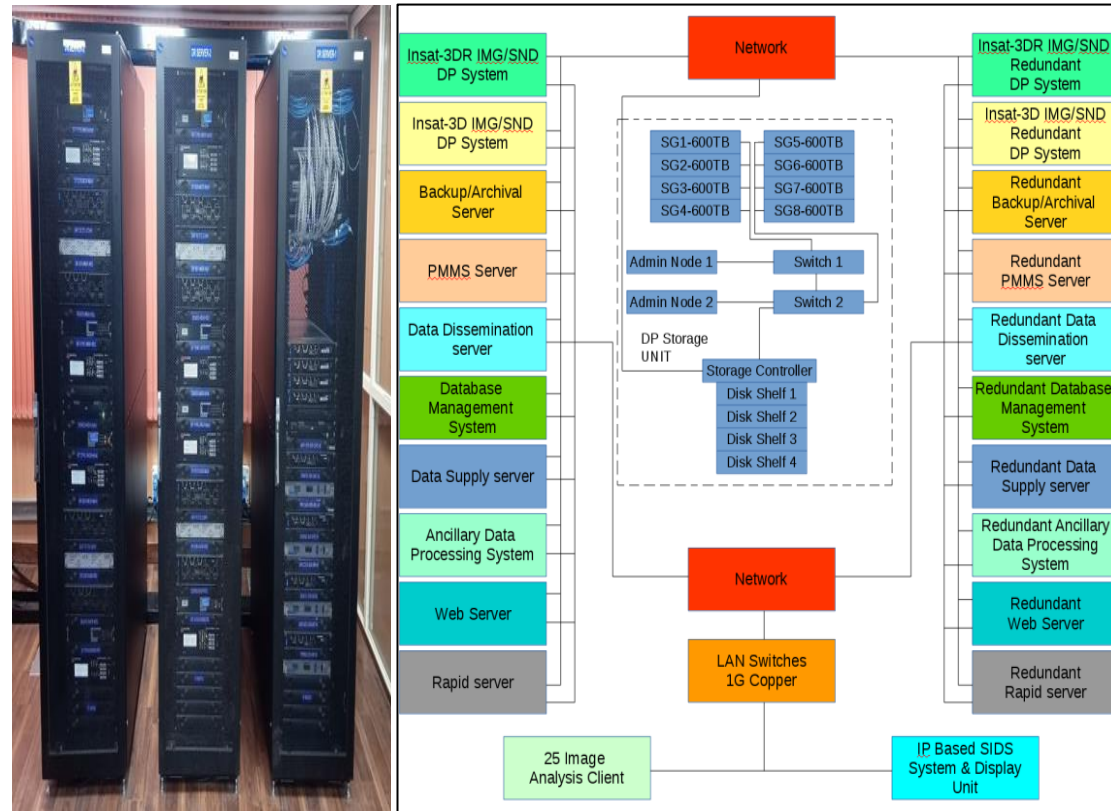 DR SERVER-2
Insat-3DR IMG/SND
DP System
Insat-3D IMG/SND
DP System
Backup/Archival
Server
PMMS Server
Data Dissemination
server
Database
Management
System
Data Supply server
Ancillary Data
Processing System
Web Server
Rapid server
Network
SG1-600TB
SG2-600TB
SG3-600TB
SG4-600TB
SG5-600TB
SG6-600TB
SG7-600TB
SG8-600TB
Admin Node 1
Switch 1
Admin Node 2
Switch 2
DP Storage
UNIT
Storage Controller
Disk Shelf 1
Disk Shelf 2
Disk Shelf 3
Disk Shelf 4
Network
LAN Switches
1G Copper
25 Image
Analysis Client
IP Based SIDS
System & Display
Unit
Insat-3DR IMG/SND
Redundant
DP System
Insat-3D IMG/SND
Redundant
DP System
Redundant
Backup/Archival
Server
Redundant
PMMS Server
Redundant Data
Dissemination
server
Redundant Database
Management
System
Redundant Data
Supply server
Redundant Ancillary
Data Processing
System
Redundant
Web Server
Redundant
Rapid server